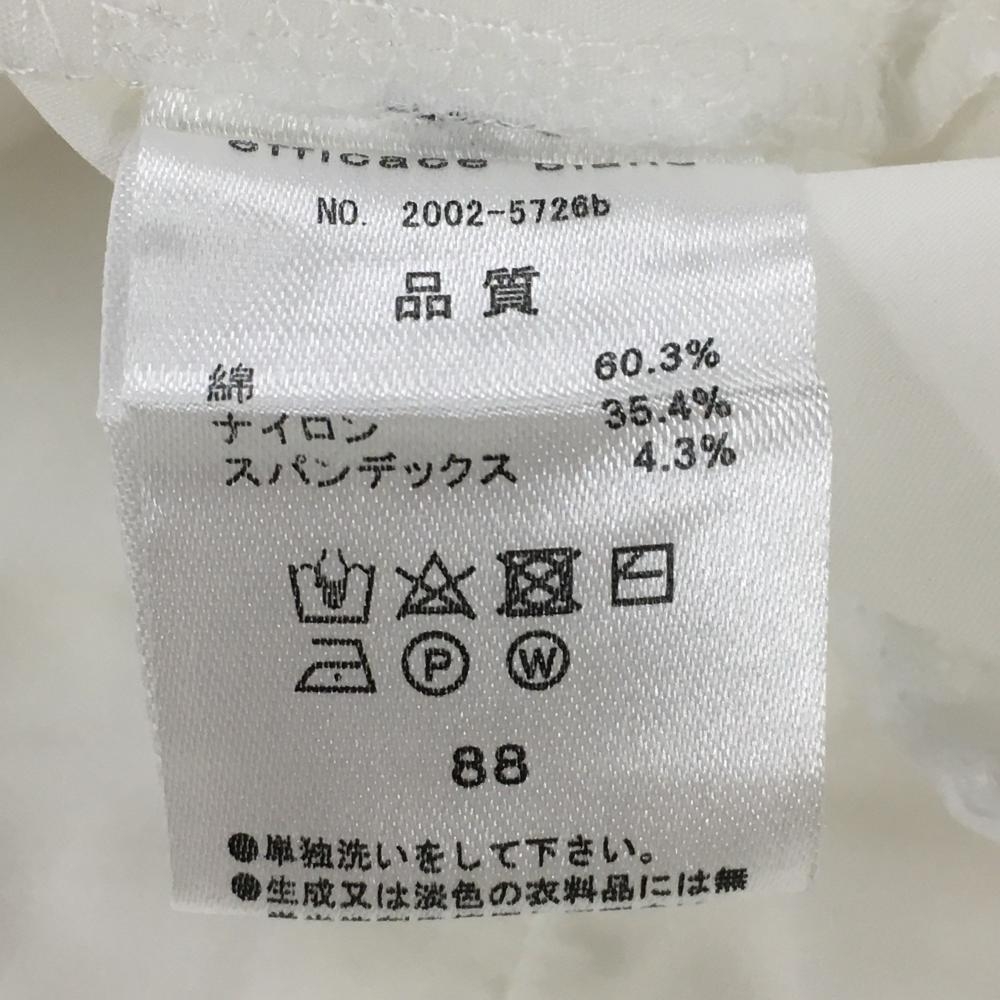 efficace
NO. 2002-5726b
品質
綿 60.3%
ナイロン 35.4%
スパンデックス 4.3%
P W
88
●単独洗いをして下さい。
●生成又は淡色の衣料品には無